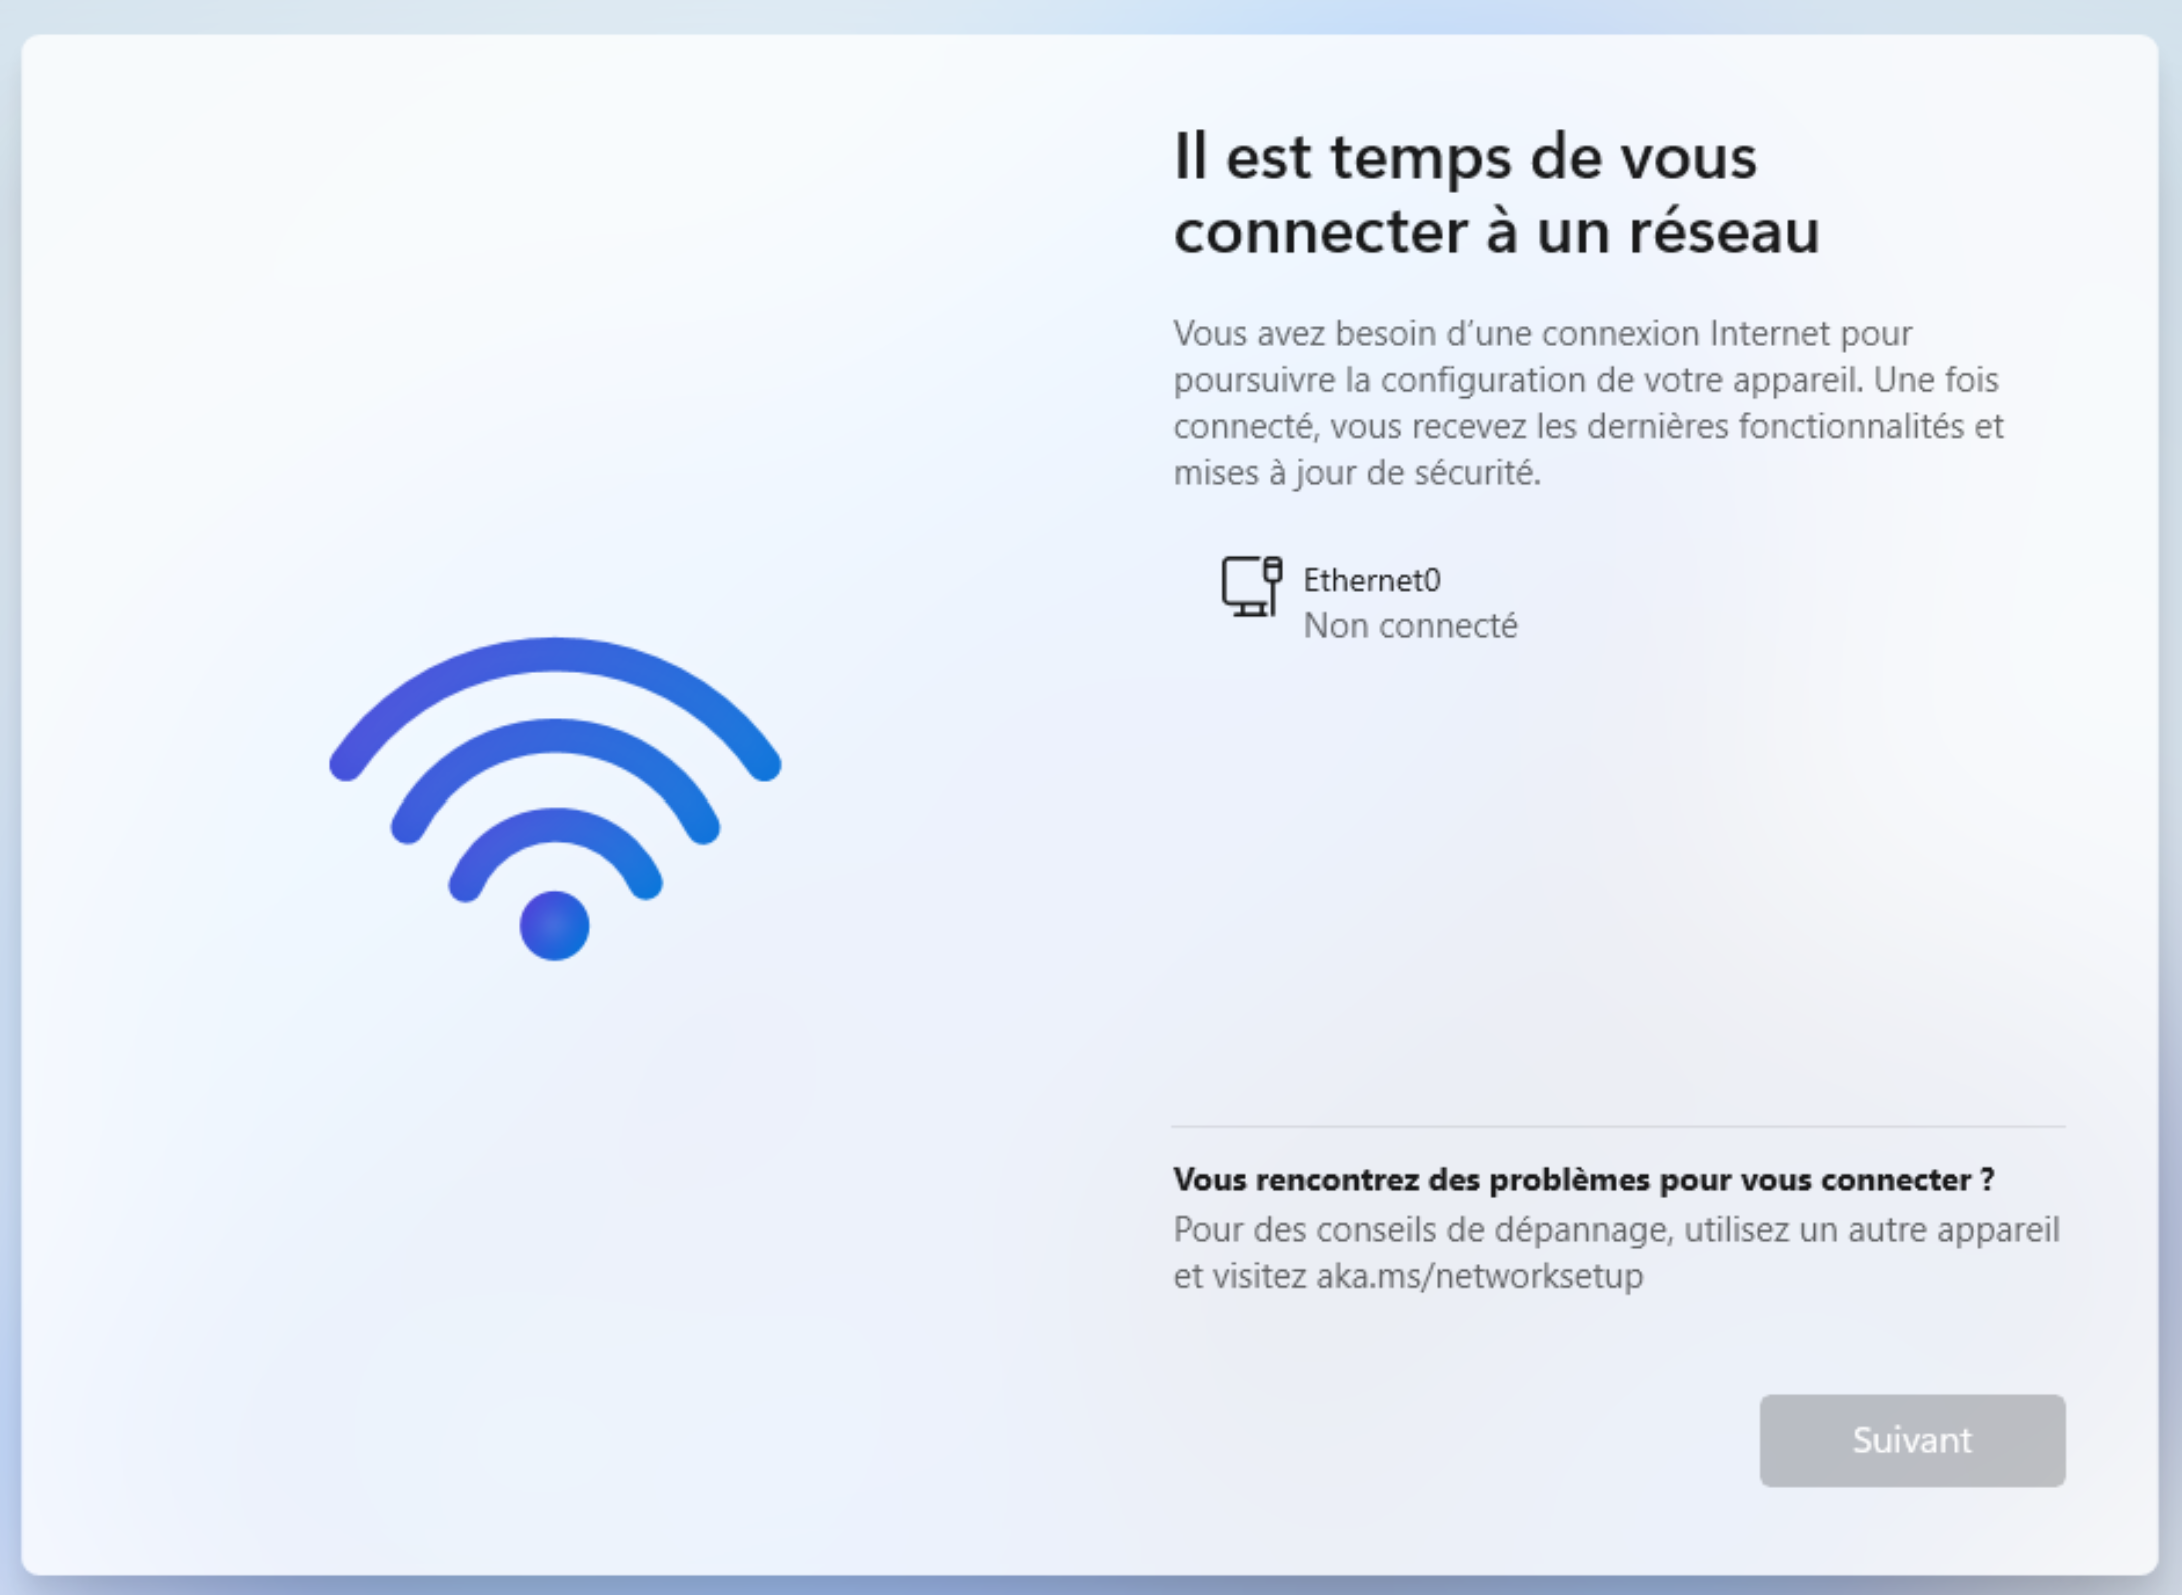 Il est temps de vous
connecter à un réseau
Vous avez besoin d’une connexion Internet pour
poursuivre la configuration de votre appareil. Une fois
connecté, vous recevez les dernières fonctionnalités et
mises à jour de sécurité.
Ethernet0
Non connecté
Vous rencontrez des problèmes pour vous connecter ?
Pour des conseils de dépannage, utilisez un autre appareil
et visitez aka.ms/networksetup
Suivant